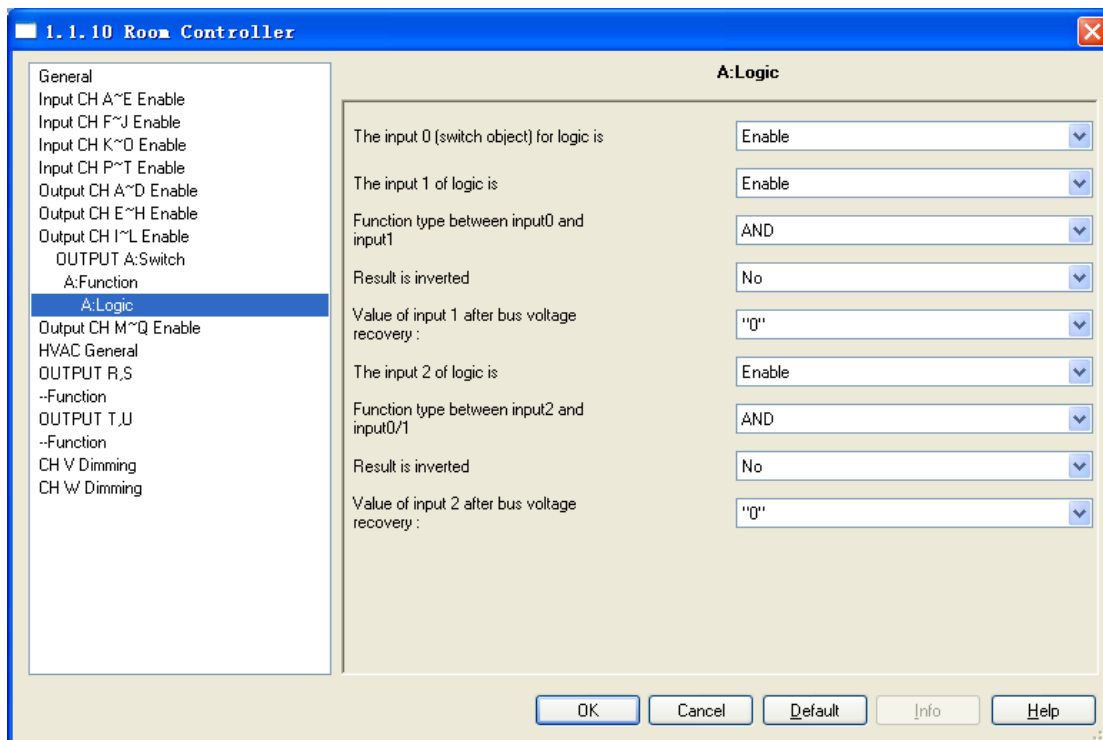 1.1.10 Room Controller
General
Input CH A~E Enable
Input CH F~J Enable
Input CH K~O Enable
Input CH P~T Enable
Output CH A~D Enable
Output CH E~H Enable
Output CH I~L Enable
OUTPUT A:Switch
A:Function
A:Logic
Output CH M~Q Enable
HVAC General
OUTPUT R,S
--Function
OUTPUT T,U
--Function
CH V Dimming
CH W Dimming
A:Logic
The input 0 (switch object) for logic is
Enable
The input 1 of logic is
Enable
Function type between input0 and
input1
AND
Result is inverted
No
Value of input 1 after bus voltage
recovery :
"0"
The input 2 of logic is
Enable
Function type between input2 and
input0/1
AND
Result is inverted
No
Value of input 2 after bus voltage
recovery :
"0"
OK
Cancel
Default
Info
Help